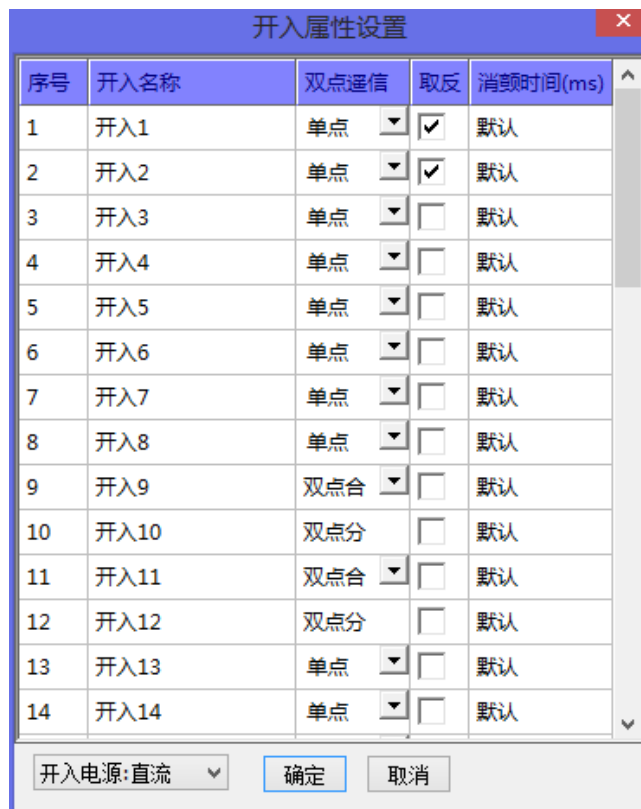 开入属性设置
序号 开入名称 双点遥信 取反 消颤时间(ms)
1 开入1 单点 默认
2 开入2 单点 默认
3 开入3 单点 默认
4 开入4 单点 默认
5 开入5 单点 默认
6 开入6 单点 默认
7 开入7 单点 默认
8 开入8 单点 默认
9 开入9 双点合 默认
10 开入10 双点分 默认
11 开入11 双点合 默认
12 开入12 双点分 默认
13 开入13 单点 默认
14 开入14 单点 默认
开入电源:直流 确定 取消